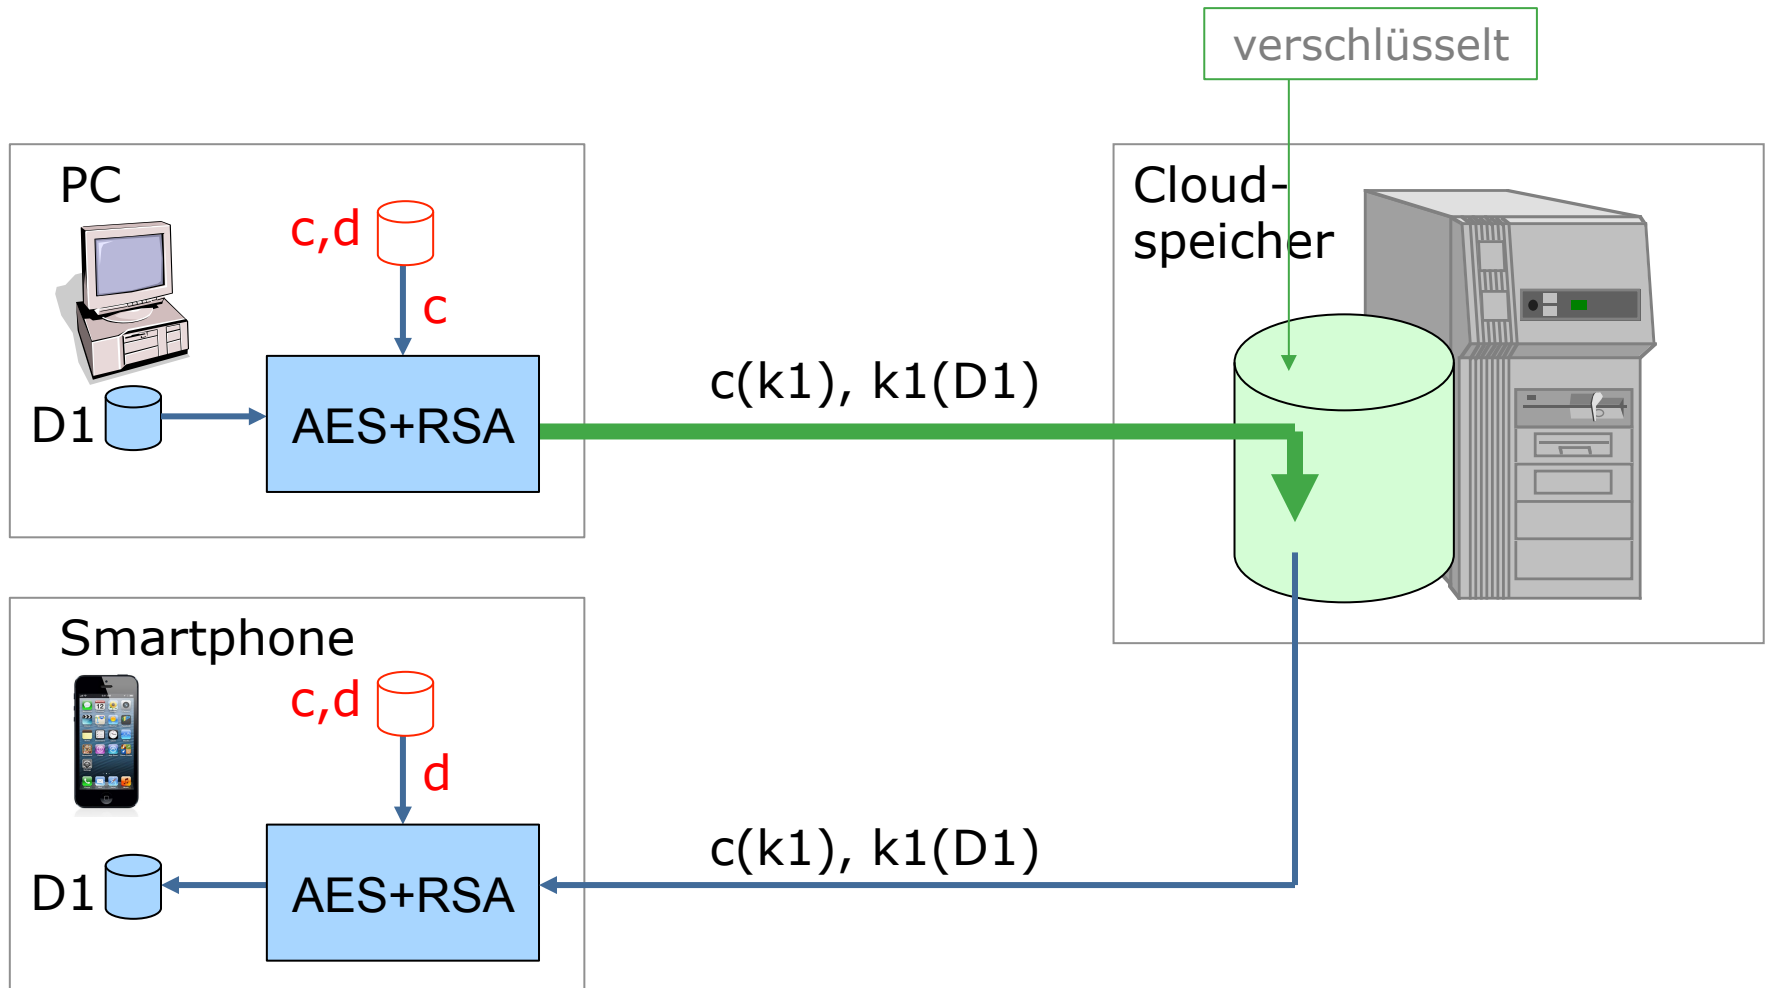 verschlüsselt
PC
c,d
c
D1
AES+RSA
c(k1), k1(D1)
Cloud-
speicher
Smartphone
c,d
d
D1
AES+RSA
c(k1), k1(D1)